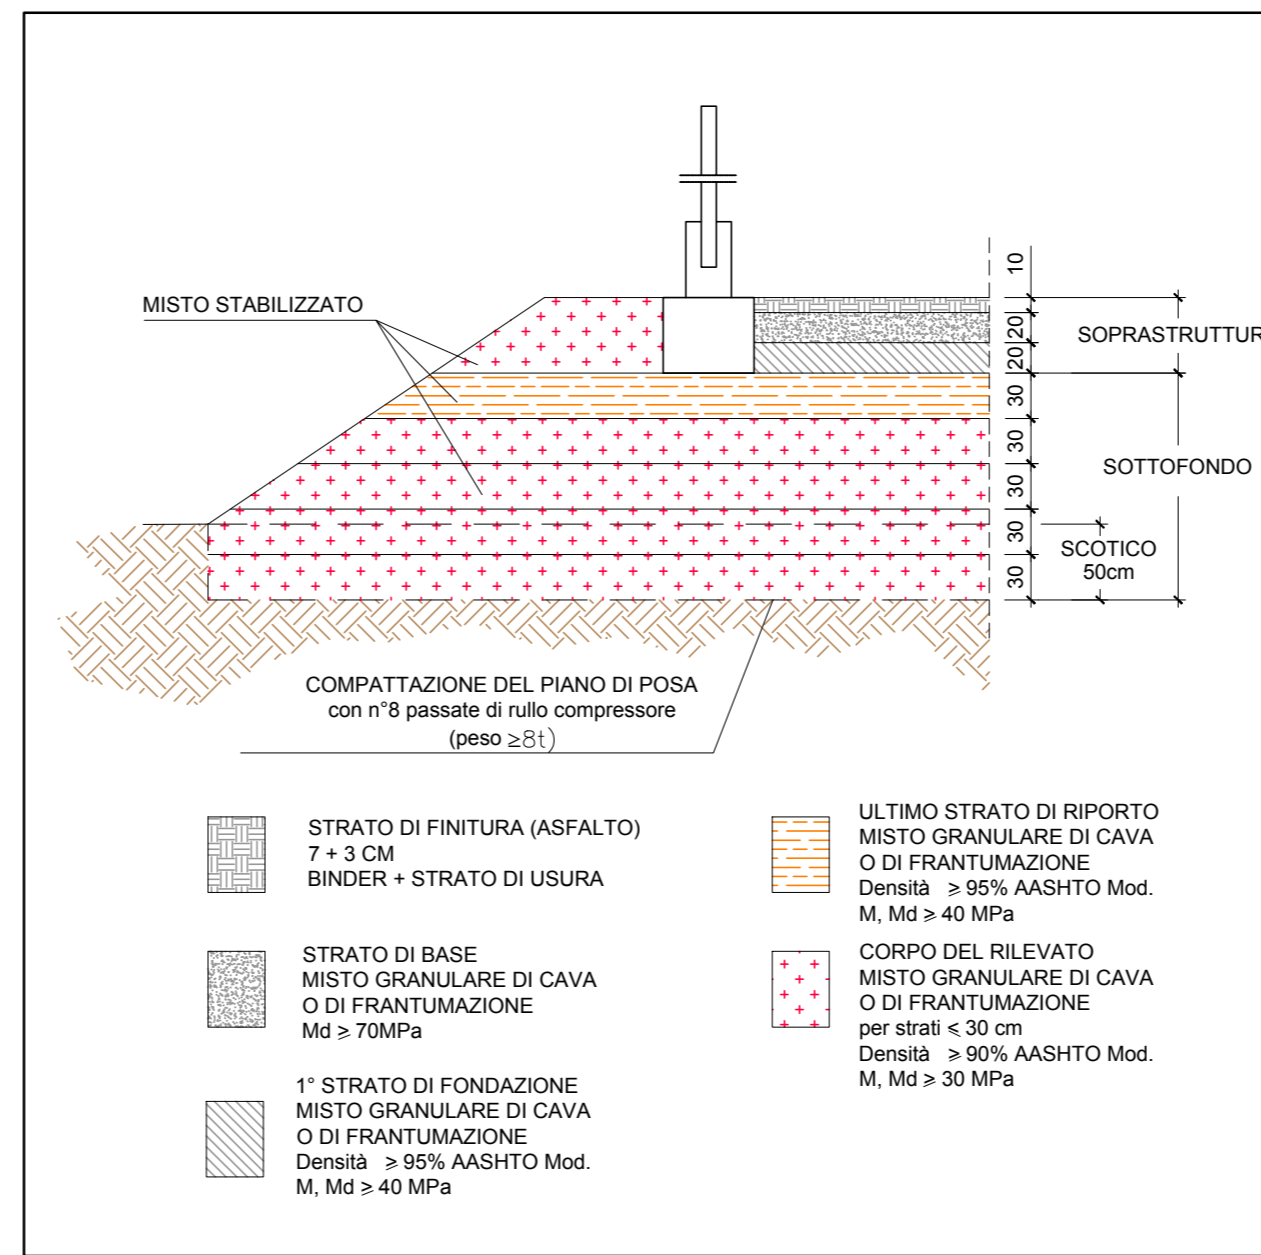 10
MISTO STABILIZZATO
20
SOPRASTRUTTUR
20
30
30
SOTTOFONDO
30
30
SCOTICO
50cm
30
COMPATTAZIONE DEL PIANO DI POSA
con n°8 passate di rullo compressore
(peso ≥8t)
STRATO DI FINITURA (ASFALTO)
7 + 3 CM
BINDER + STRATO DI USURA
STRATO DI BASE
MISTO GRANULARE DI CAVA
O DI FRANTUMAZIONE
Md ≥ 70MPa
1° STRATO DI FONDAZIONE
MISTO GRANULARE DI CAVA
O DI FRANTUMAZIONE
Densità ≥ 95% AASHTO Mod.
M, Md ≥ 40 MPa
ULTIMO STRATO DI RIPORTO
MISTO GRANULARE DI CAVA
O DI FRANTUMAZIONE
Densità ≥ 95% AASHTO Mod.
M, Md ≥ 40 MPa
CORPO DEL RILEVATO
MISTO GRANULARE DI CAVA
O DI FRANTUMAZIONE
per strati ≤ 30 cm
Densità ≥ 90% AASHTO Mod.
M, Md ≥ 30 MPa